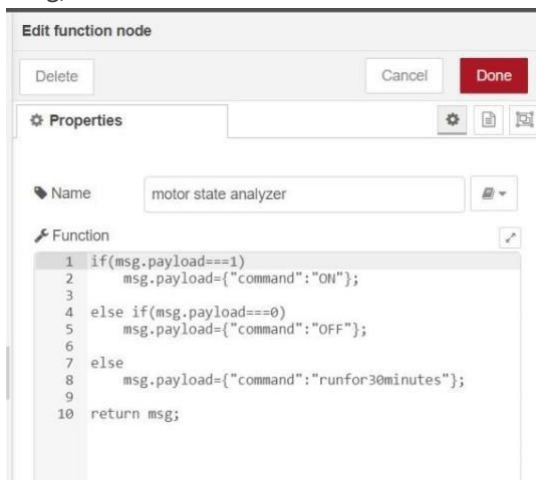 Edit function node
Delete
Cancel
Done
Properties
Name
motor state analyzer
Function
1 if(msg.payload===1)
2 msg.payload={"command":"ON"};
3
4 else if(msg.payload===0)
5 msg.payload={"command":"OFF"};
6
7 else
8 msg.payload={"command":"runfor30minutes"};
9
10 return msg;